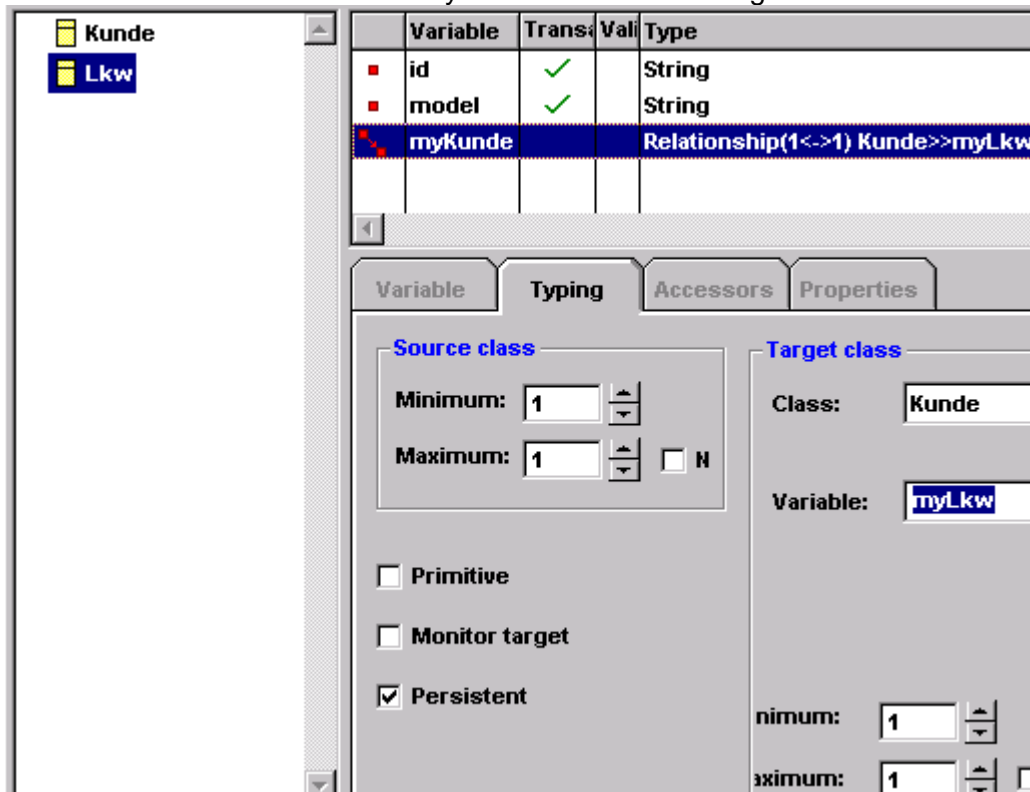 Kunde
Lkw
Variable Transa Vali Type
id String
model String
myKunde Relationship(1<->1) Kunde>>myLkw
Variable Typing Accessors Properties
Source class
Minimum: 1
Maximum: 1 N
Primitive
Monitor target
Persistent
Target class
Class: Kunde
Variable: myLkw
nimum: 1
aximum: 1